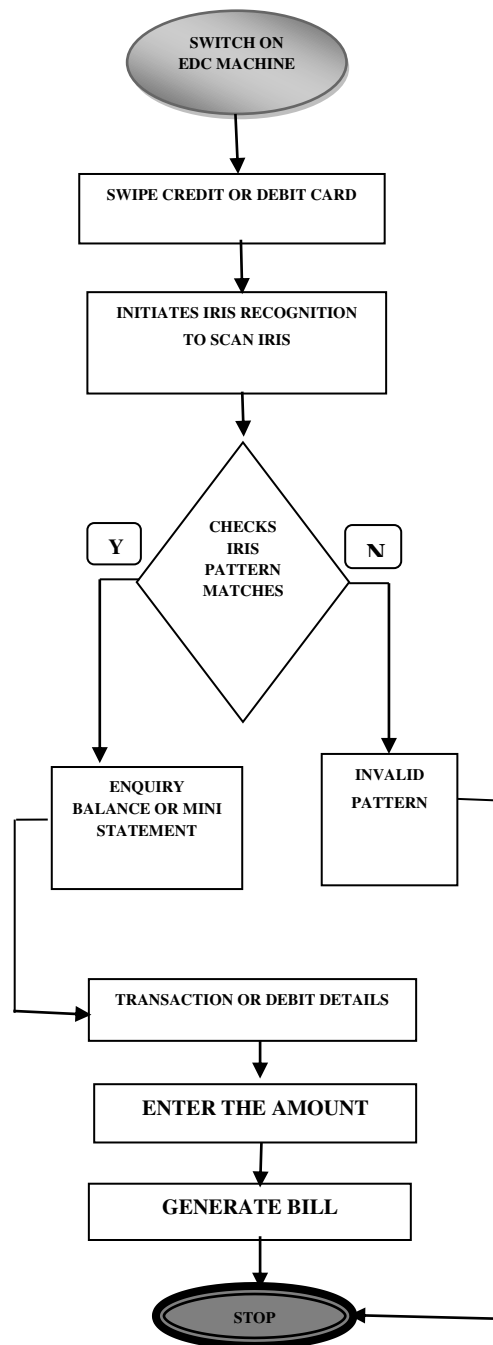 SWITCH ON
EDC MACHINE
SWIPE CREDIT OR DEBIT CARD
INITIATES IRIS RECOGNITION
TO SCAN IRIS
CHECKS
IRIS
PATTERN
MATCHES
Y
N
ENQUIRY
BALANCE OR MINI
STATEMENT
INVALID
PATTERN
TRANSACTION OR DEBIT DETAILS
ENTER THE AMOUNT
GENERATE BILL
STOP